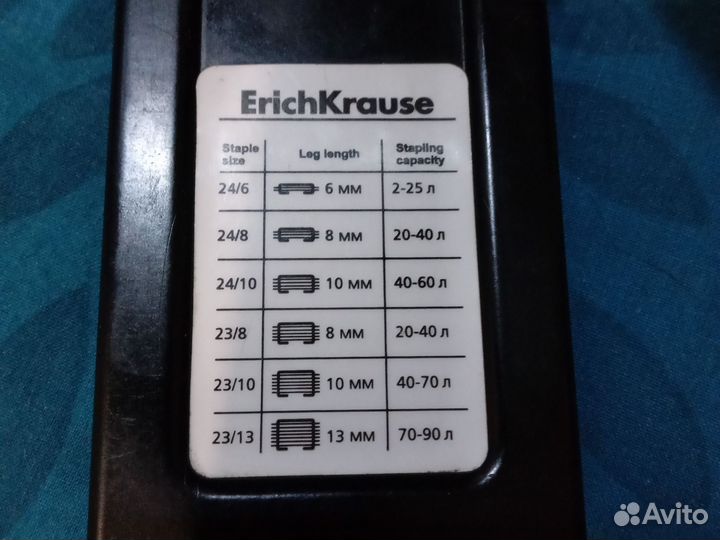 ErichKrause
Staple size Leg length Stapling capacity
24/6 6 мм 2-25 л
24/8 8 мм 20-40 л
24/10 10 мм 40-60 л
23/8 8 мм 20-40 л
23/10 10 мм 40-70 л
23/13 13 мм 70-90 л
Avito